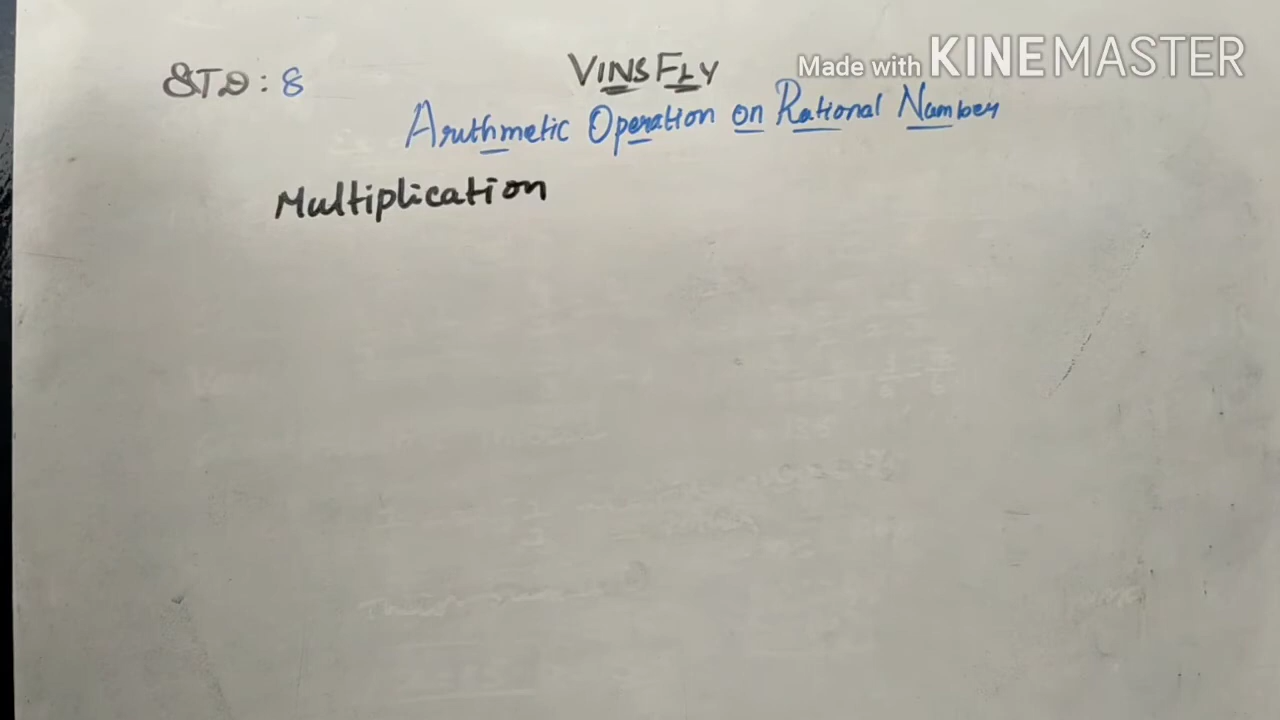 STD : 8
VINSFLY
Made with KINEMASTER
Arithmetic Operation on Rational Number
Multiplication